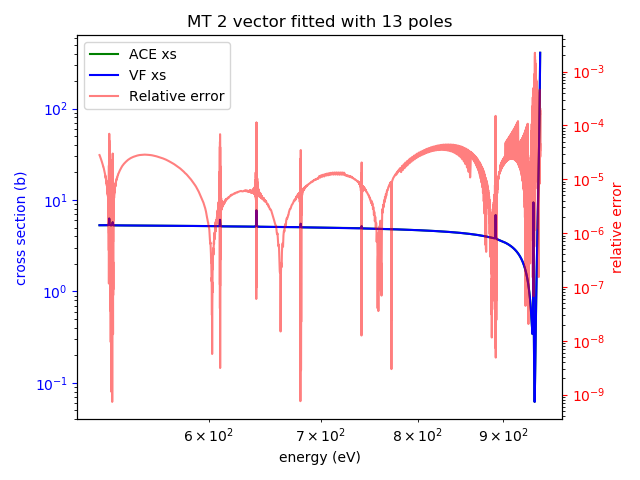 MT 2 vector fitted with 13 poles
ACE xs
VF xs
Relative error
cross section (b)
10²
10¹
10⁰
10⁻¹
10⁻³
10⁻⁴
10⁻⁵
10⁻⁶
10⁻⁷
10⁻⁸
10⁻⁹
relative error
6 × 10² 7 × 10² 8 × 10² 9 × 10²
energy (eV)